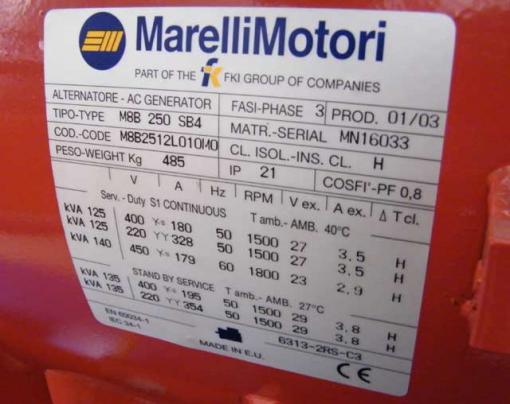 MarelliMotori
PART OF THE fk FKI GROUP OF COMPANIES
ALTERNATORE - AC GENERATOR FASI-PHASE 3 PROD. 01/03
TIPO-TYPE M8B 250 SB4 MATR.-SERIAL MN16033
COD.-CODE M8B2512L010M0 CL. ISOL.-INS. CL. H
PESO-WEIGHT Kg 485 IP 21 COSFI'-PF 0,8
V A Hz RPM V ex. A ex. Δ T cl.
Serv. - Duty S1 CONTINUOUS T amb.- AMB. 40°C
kVA 125 400 Y= 180 50 1500 27 3,5 H
kVA 125 220 YY 328 50 1500 27 3,5 H
kVA 140 450 Y= 179 60 1800 23 2,9 H
STAND BY SERVICE T amb.- AMB. 27°C
kVA 135 400 Y= 195 50 1500 29 3,8 H
kVA 135 220 YY 354 50 1500 29 3,8 H
EN 60034-1
IEC 34-1
MADE IN E.U.
6313-2RS-C3
CE